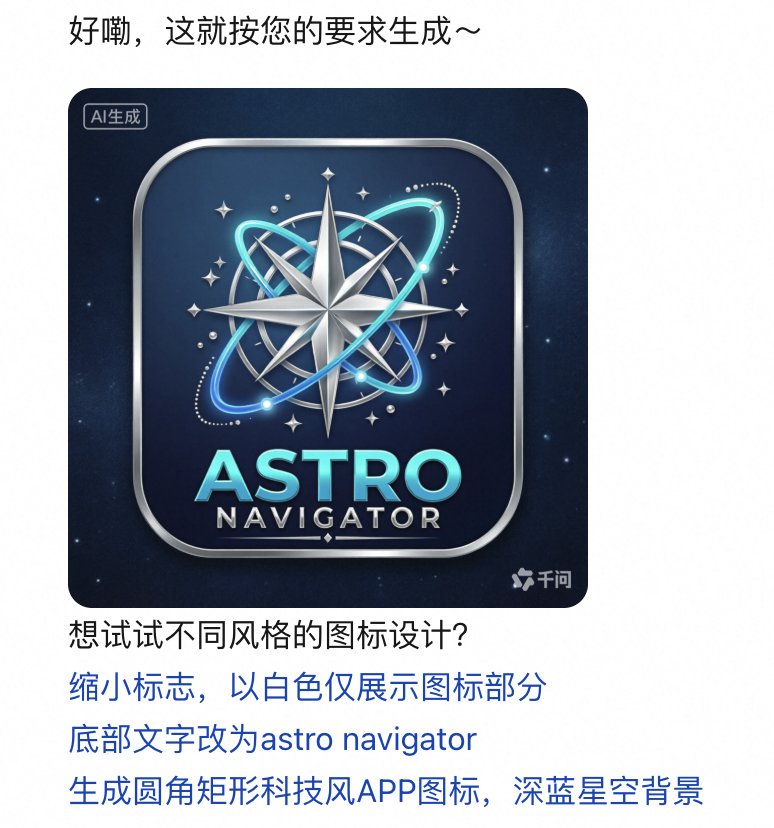 好嘞，这就按您的要求生成～
AI生成
ASTRO
NAVIGATOR
千问
想试试不同风格的图标设计？
缩小标志，以白色仅展示图标部分
底部文字改为astro navigator
生成圆角矩形科技风APP图标，深蓝星空背景